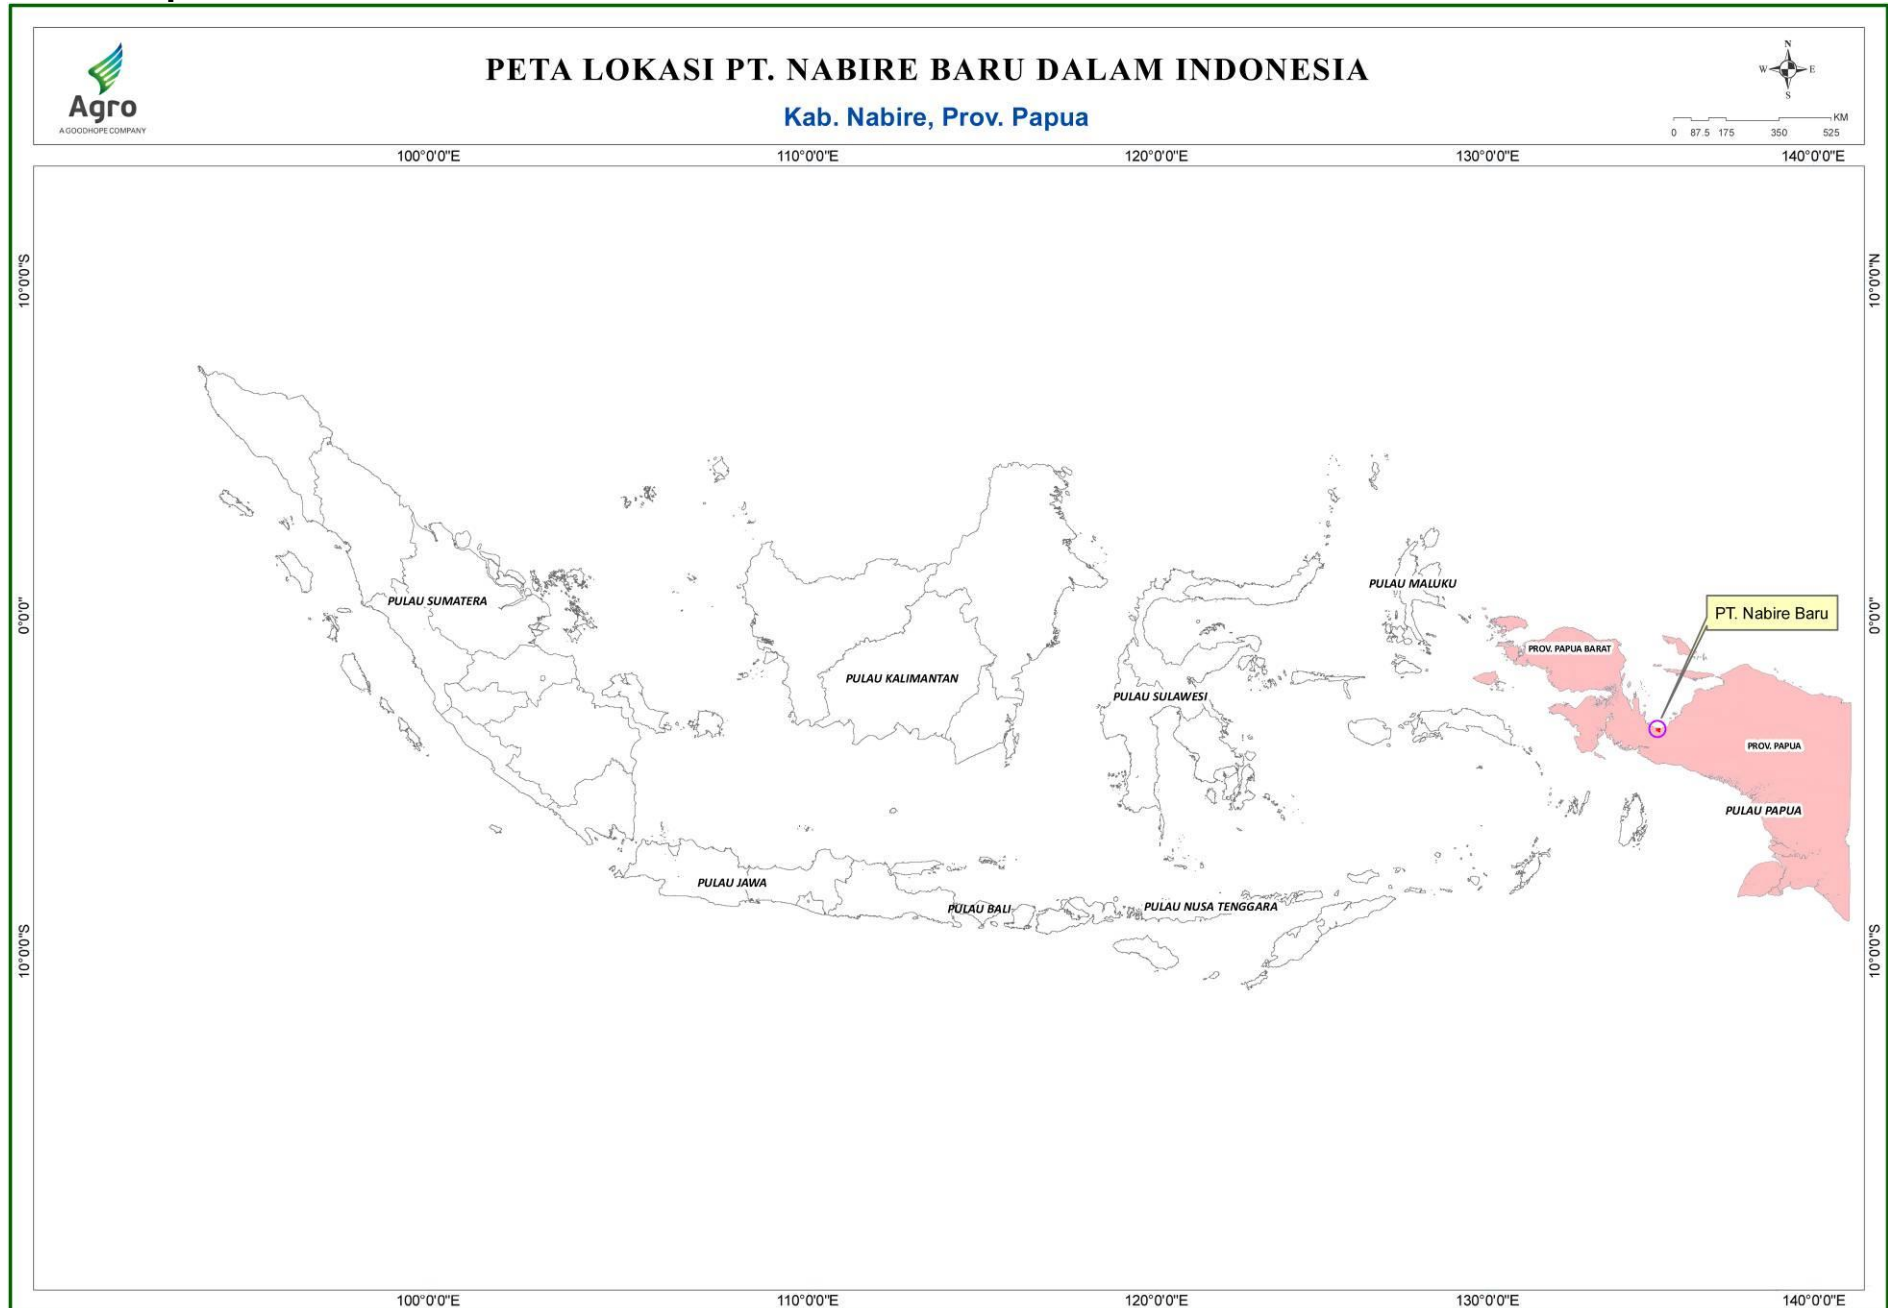 PETA LOKASI PT. NABIRE BARU DALAM INDONESIA
Kab. Nabire, Prov. Papua
Agro
A GOODHOPE COMPANY
N
W E
S
KM
0 87.5 175 350 525
100°0'0"E 110°0'0"E 120°0'0"E 130°0'0"E 140°0'0"E
10°0'0"S
10°0'0"N
0°0'0"
0°0'0"
PULAU MALUKU
PULAU SUMATERA
PT. Nabire Baru
PROV. PAPUA BARAT
PULAU KALIMANTAN
PULAU SULAWESI
PROV. PAPUA
PULAU PAPUA
PULAU JAWA
PULAU BALI
PULAU NUSA TENGGARA
10°0'0"S
10°0'0"S
100°0'0"E 110°0'0"E 120°0'0"E 130°0'0"E 140°0'0"E